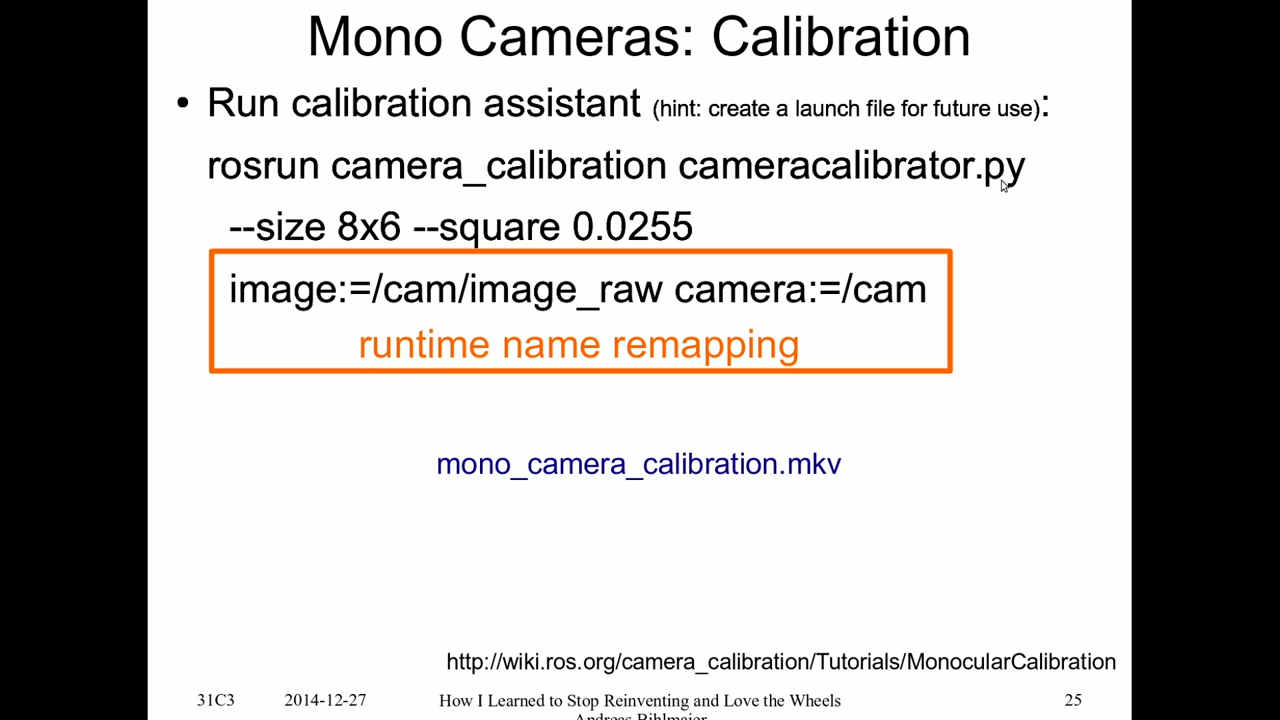 Mono Cameras: Calibration
• Run calibration assistant (hint: create a launch file for future use):
rosrun camera_calibration cameracalibrator.py
--size 8x6 --square 0.0255
image:=/cam/image_raw camera:=/cam
runtime name remapping
mono_camera_calibration.mkv
http://wiki.ros.org/camera_calibration/Tutorials/MonocularCalibration
31C3 2014-12-27 How I Learned to Stop Reinventing and Love the Wheels 25
Andreas Bihlmaier